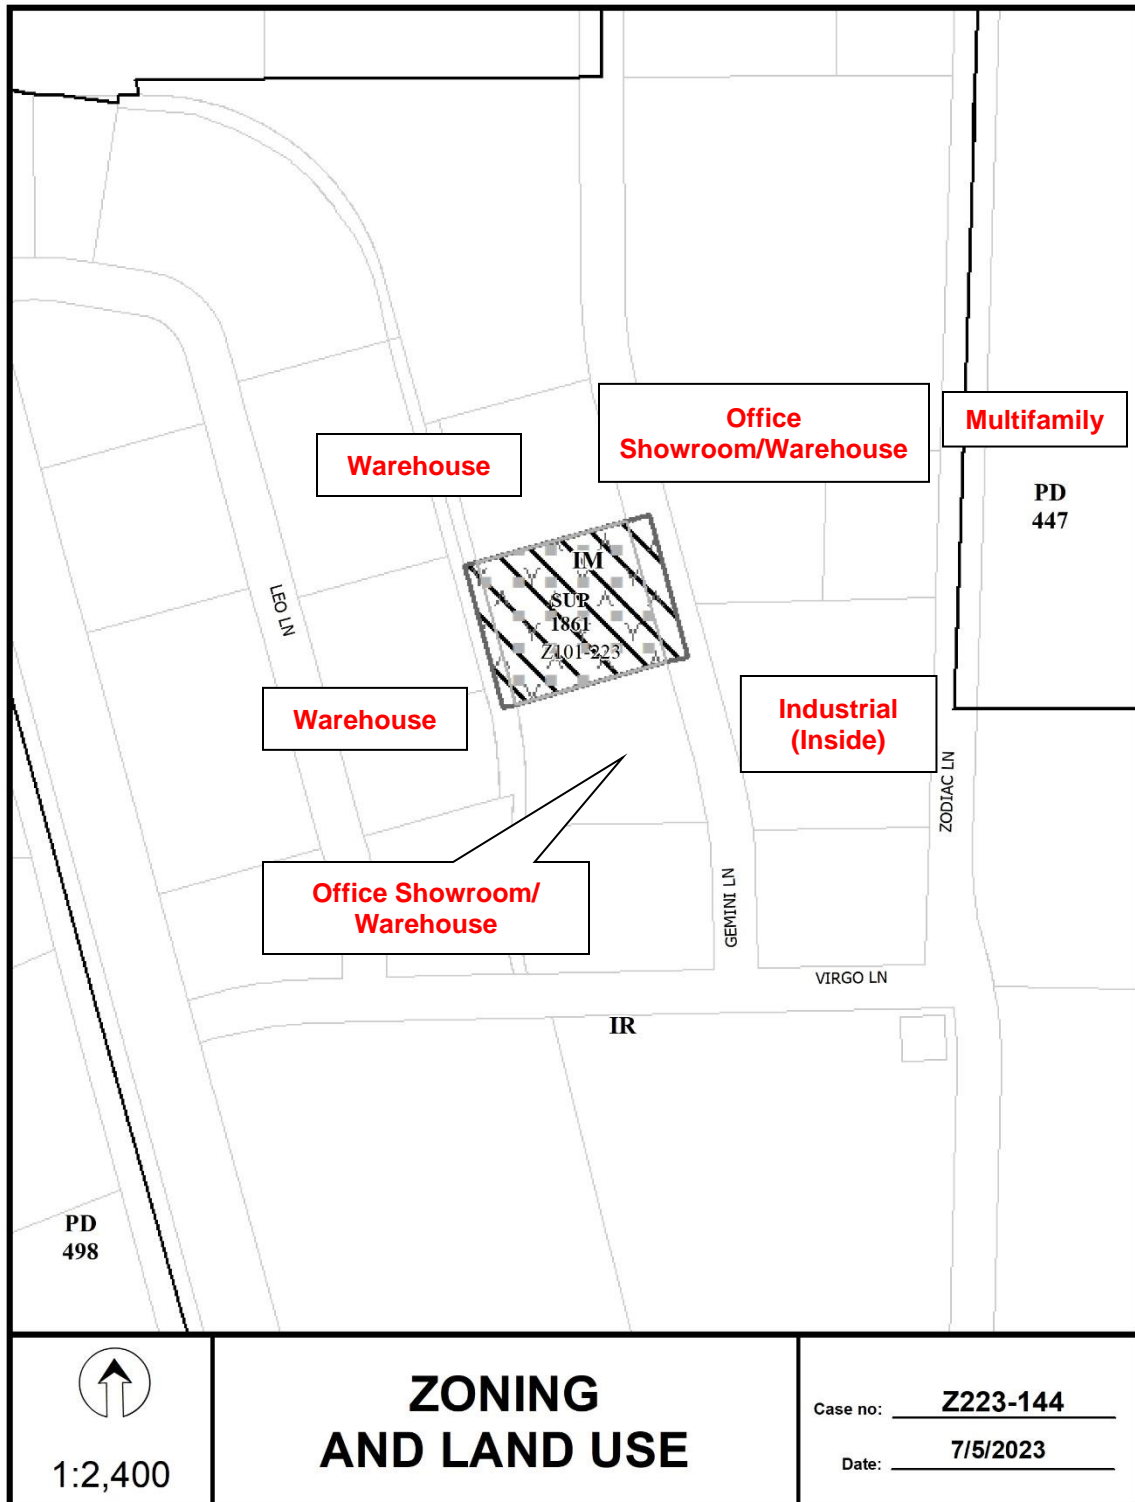 Office
Showroom/Warehouse
Multifamily
Warehouse
PD
447
IM
SUP
1861
Z101-223
LEO LN
Warehouse
Industrial
(Inside)
ZODIAC LN
Office Showroom/
Warehouse
GEMINI LN
VIRGO LN
IR
PD
498
1:2,400
ZONING
AND LAND USE
Case no: Z223-144
Date: 7/5/2023